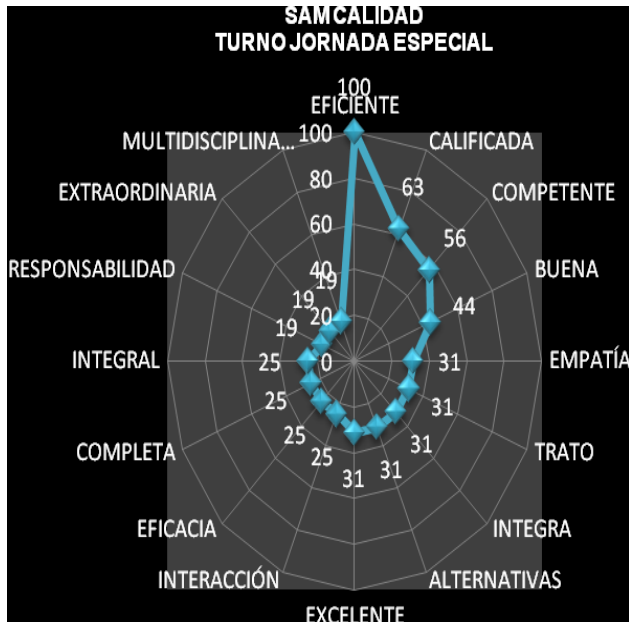 SAM CALIDAD
TURNO JORNADA ESPECIAL
100
EFICIENTE
MULTIDISCIPLINA...
100
CALIFICADA
EXTRAORDINARIA
80
63
COMPETENTE
60
56
RESPONSABILIDAD
40
19
44
BUENA
19
20
19
INTEGRAL
25
0
31
EMPATÍA
25
31
COMPLETA
25
31
TRATO
25
31
31
EFICACIA
INTEGRA
INTERACCIÓN
ALTERNATIVAS
EXCELENTE